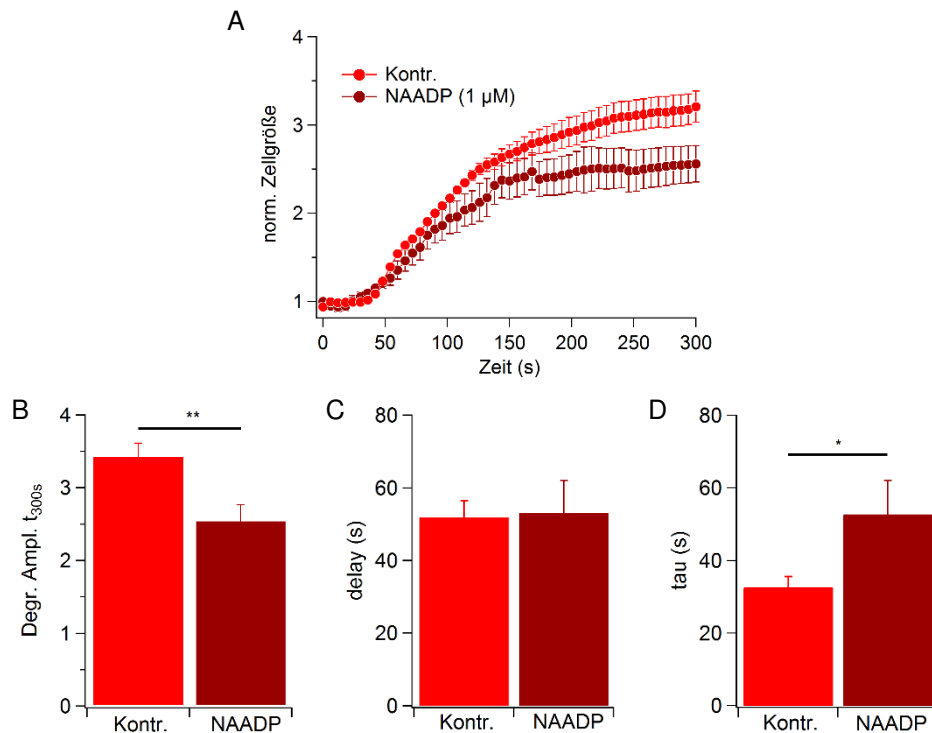 A
norm. Zellgröße
4
3
2
1
Kontr.
NAADP (1 µM)
0
50
100
150
200
250
300
Zeit (s)
B
Degr. Ampl. t300s
4
3
2
1
0
**
Kontr.
NAADP
C
delay (s)
80
60
40
20
0
Kontr.
NAADP
D
tau (s)
80
60
40
20
0
*
Kontr.
NAADP